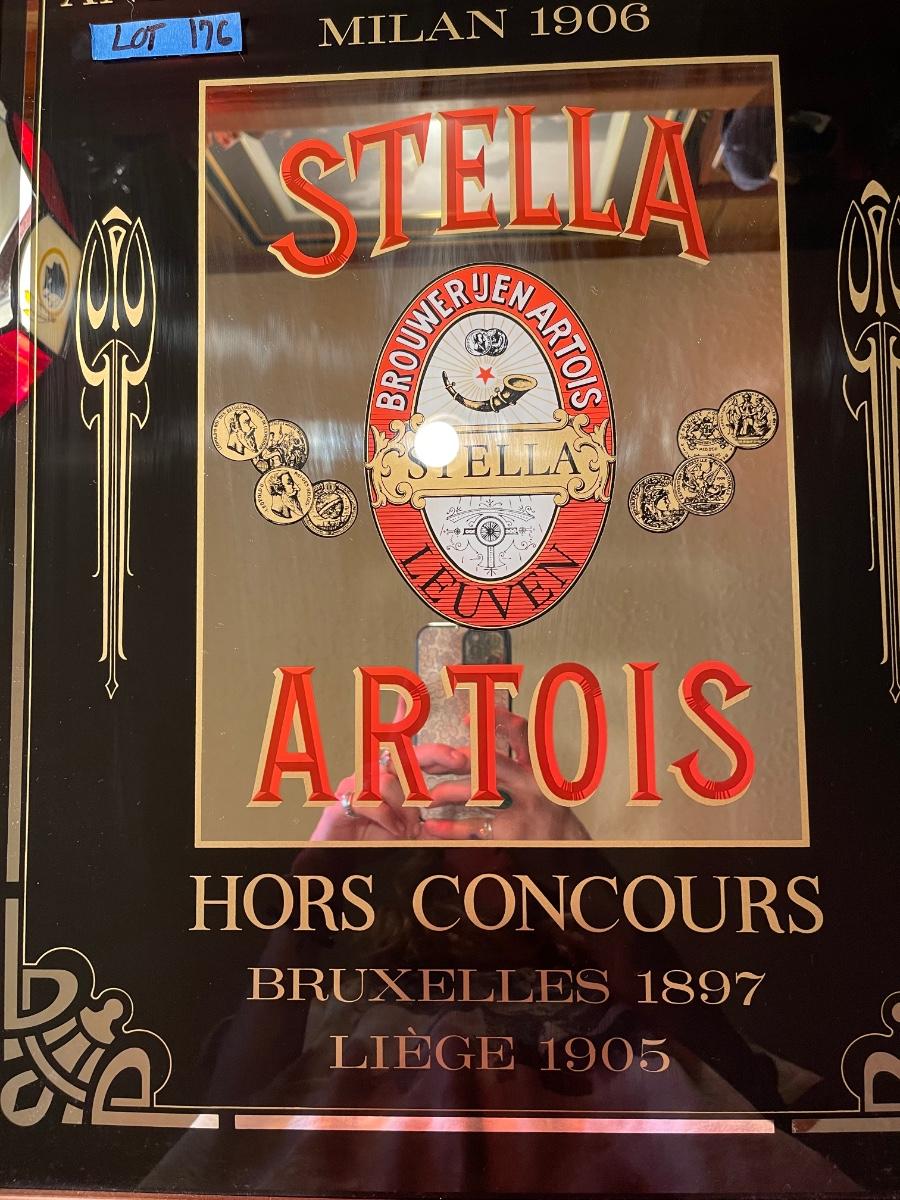 LOT 176
MILAN 1906
STELLA
BROUWERIJEN ARTOIS
STELLA
LEUVEN
ARTOIS
HORS CONCOURS
BRUXELLES 1897
LIÈGE 1905